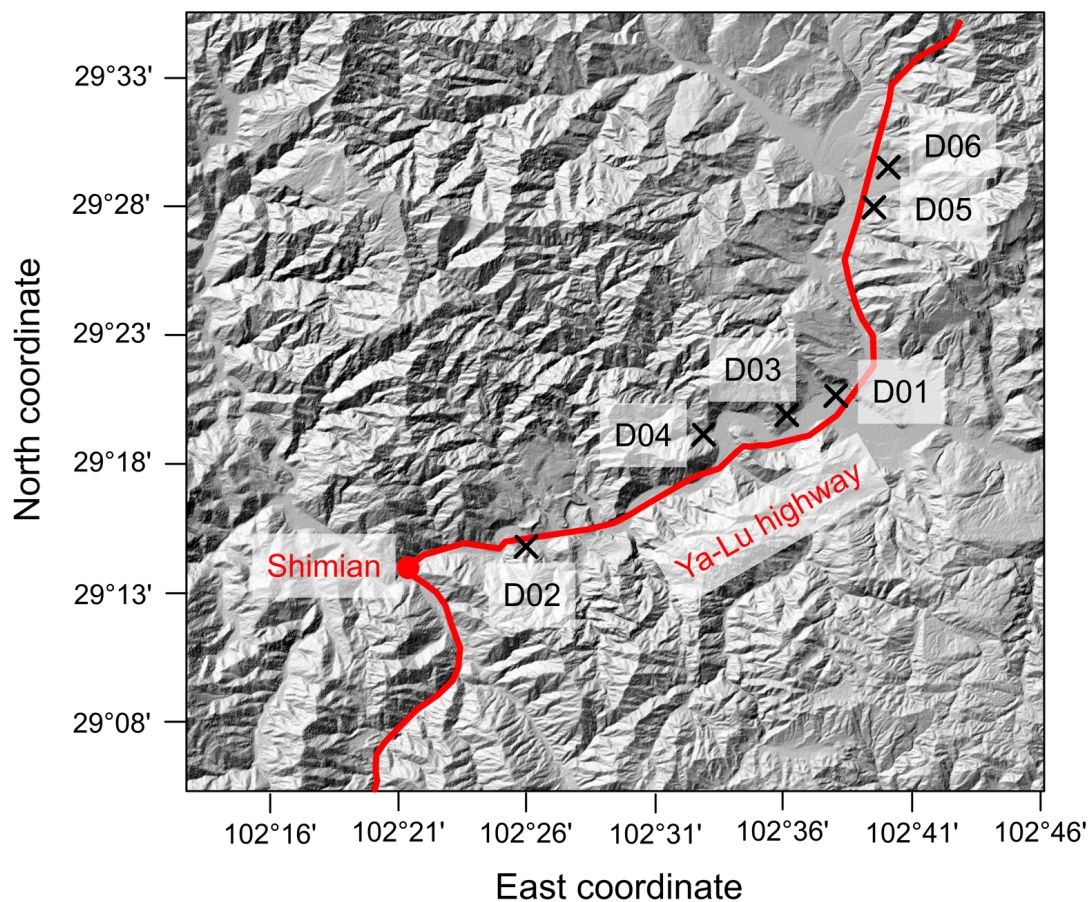 29°33'
D06
29°28'
D05
North coordinate
29°23'
D03
D01
D04
29°18'
Ya-Lu highway
Shimian
29°13'
D02
29°08'
102°16'
102°21'
102°26'
102°31'
102°36'
102°41'
102°46'
East coordinate